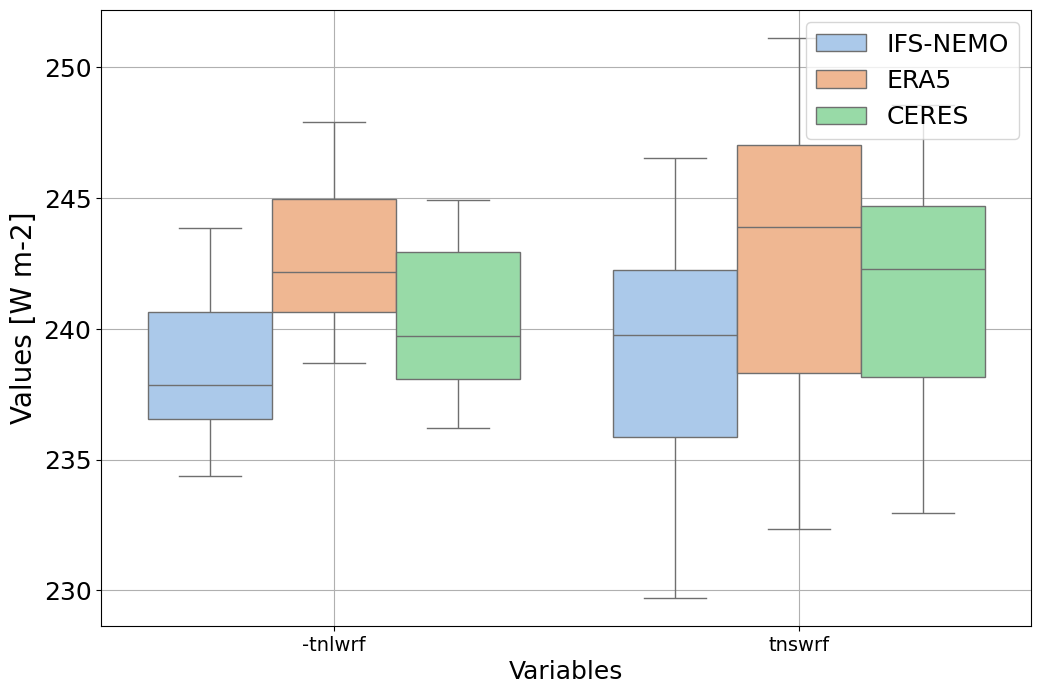 IFS-NEMO
ERA5
CERES
Values [W m-2]
250
245
240
235
230
-tnlwrf
tnswrf
Variables